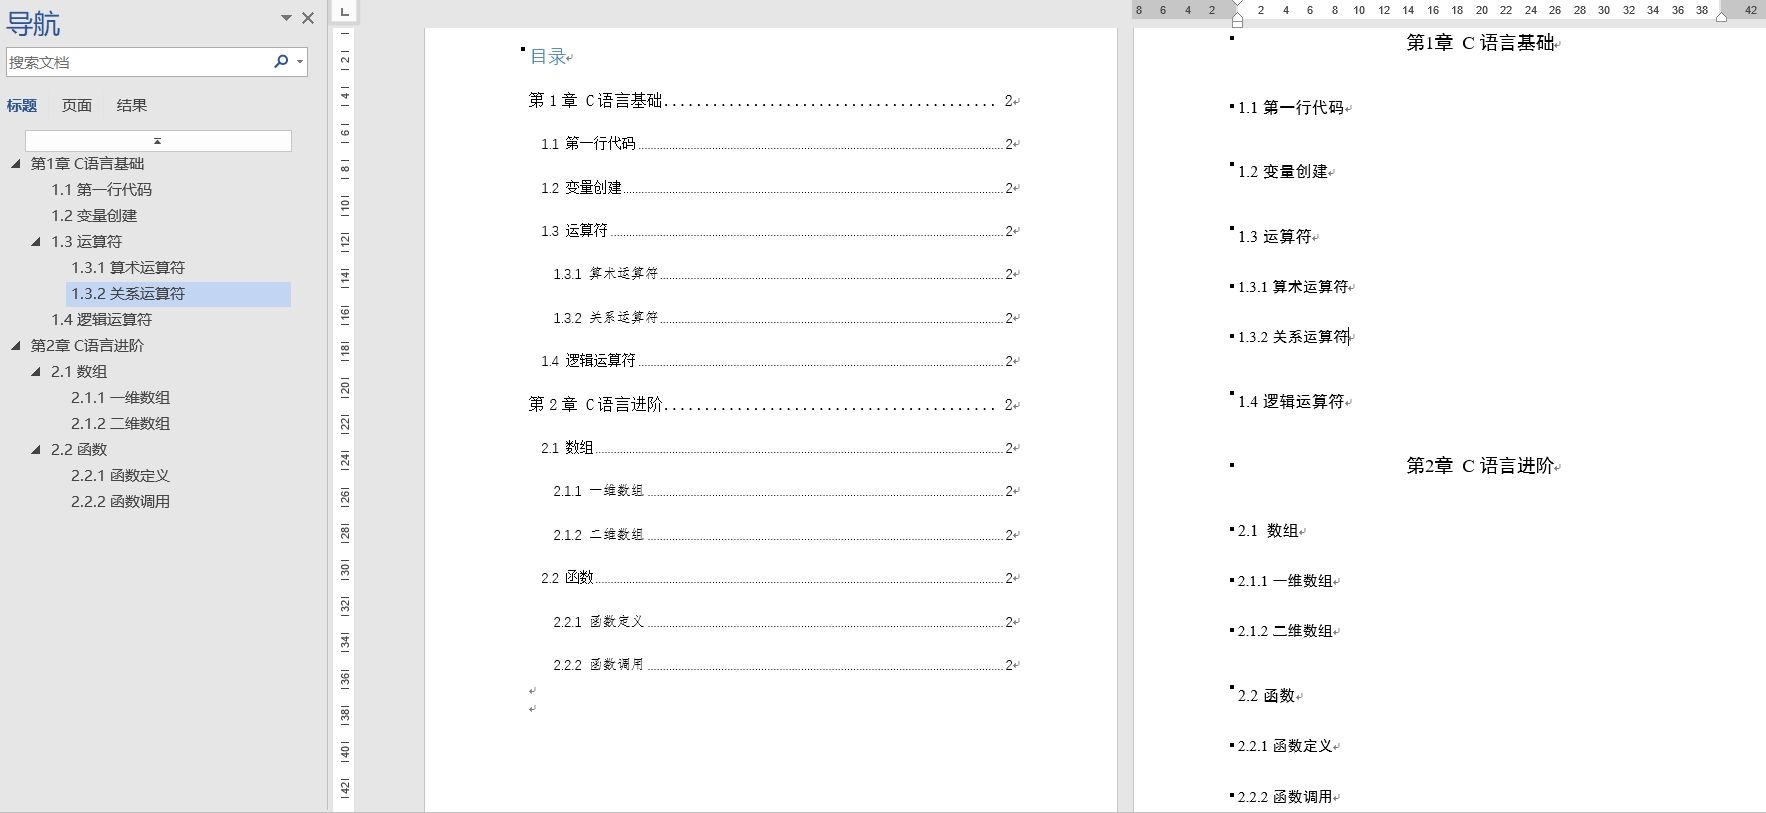 导航
搜索文档
标题 页面 结果
第1章 C语言基础
1.1 第一行代码
1.2 变量创建
1.3 运算符
1.3.1 算术运算符
1.3.2 关系运算符
1.4 逻辑运算符
第2章 C语言进阶
2.1 数组
2.1.1 一维数组
2.1.2 二维数组
2.2 函数
2.2.1 函数定义
2.2.2 函数调用
2
4
6
8
10
12
14
16
18
20
22
24
26
28
30
32
34
36
38
40
42
目录
第 1 章 C 语言基础......................................... 2
1.1 第一行代码 ......................................... 2
1.2 变量创建 ......................................... 2
1.3 运算符 ......................................... 2
1.3.1 算术运算符 ......................................... 2
1.3.2 关系运算符 ......................................... 2
1.4 逻辑运算符 ......................................... 2
第 2 章 C 语言进阶......................................... 2
2.1 数组 ......................................... 2
2.1.1 一维数组 ......................................... 2
2.1.2 二维数组 ......................................... 2
2.2 函数 ......................................... 2
2.2.1 函数定义 ......................................... 2
2.2.2 函数调用 ......................................... 2
8 6 4 2 2 4 6 8 10 12 14 16 18 20 22 24 26 28 30 32 34 36 38 42
第1章 C 语言基础
1.1 第一行代码
1.2 变量创建
1.3 运算符
1.3.1 算术运算符
1.3.2 关系运算符
1.4 逻辑运算符
第2章 C 语言进阶
2.1 数组
2.1.1 一维数组
2.1.2 二维数组
2.2 函数
2.2.1 函数定义
2.2.2 函数调用